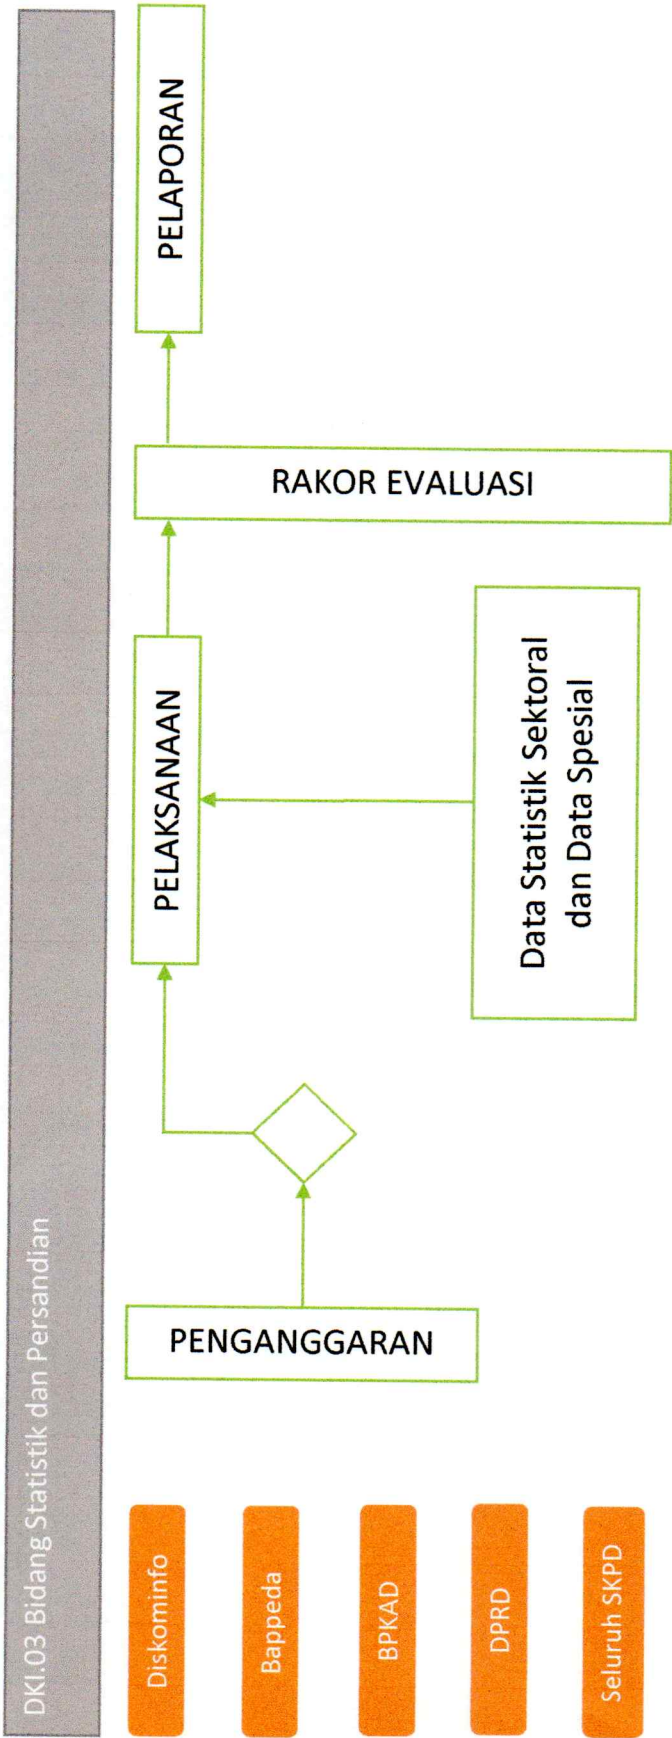 DKI.03 Bidang Statistik dan Persandian
Diskominfo
Bappeda
BPKAD
DPRD
Seluruh SKPD
PENGANGGARAN
PELAKSANAAN
Data Statistik Sektoral
dan Data Spesial
RAKOR EVALUASI
PELAPORAN